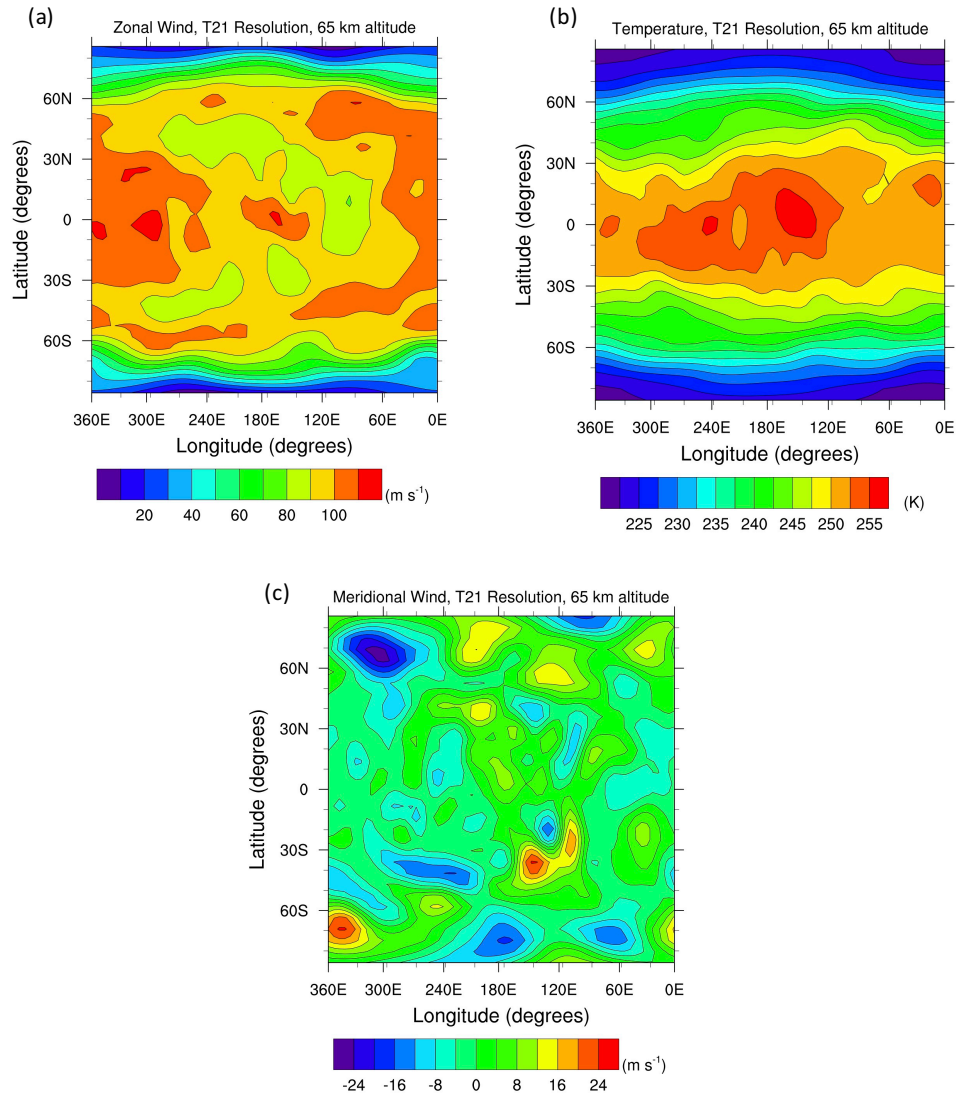 (a)
Zonal Wind, T21 Resolution, 65 km altitude
60N
30N
0
30S
60S
Latitude (degrees)
360E 300E 240E 180E 120E 60E 0E
Longitude (degrees)
20 40 60 80 100
(m s⁻¹)
(b)
Temperature, T21 Resolution, 65 km altitude
60N
30N
0
30S
60S
Latitude (degrees)
360E 300E 240E 180E 120E 60E 0E
Longitude (degrees)
225 230 235 240 245 250 255
(K)
(c)
Meridional Wind, T21 Resolution, 65 km altitude
60N
30N
0
30S
60S
Latitude (degrees)
360E 300E 240E 180E 120E 60E 0E
Longitude (degrees)
-24 -16 -8 0 8 16 24
(m s⁻¹)